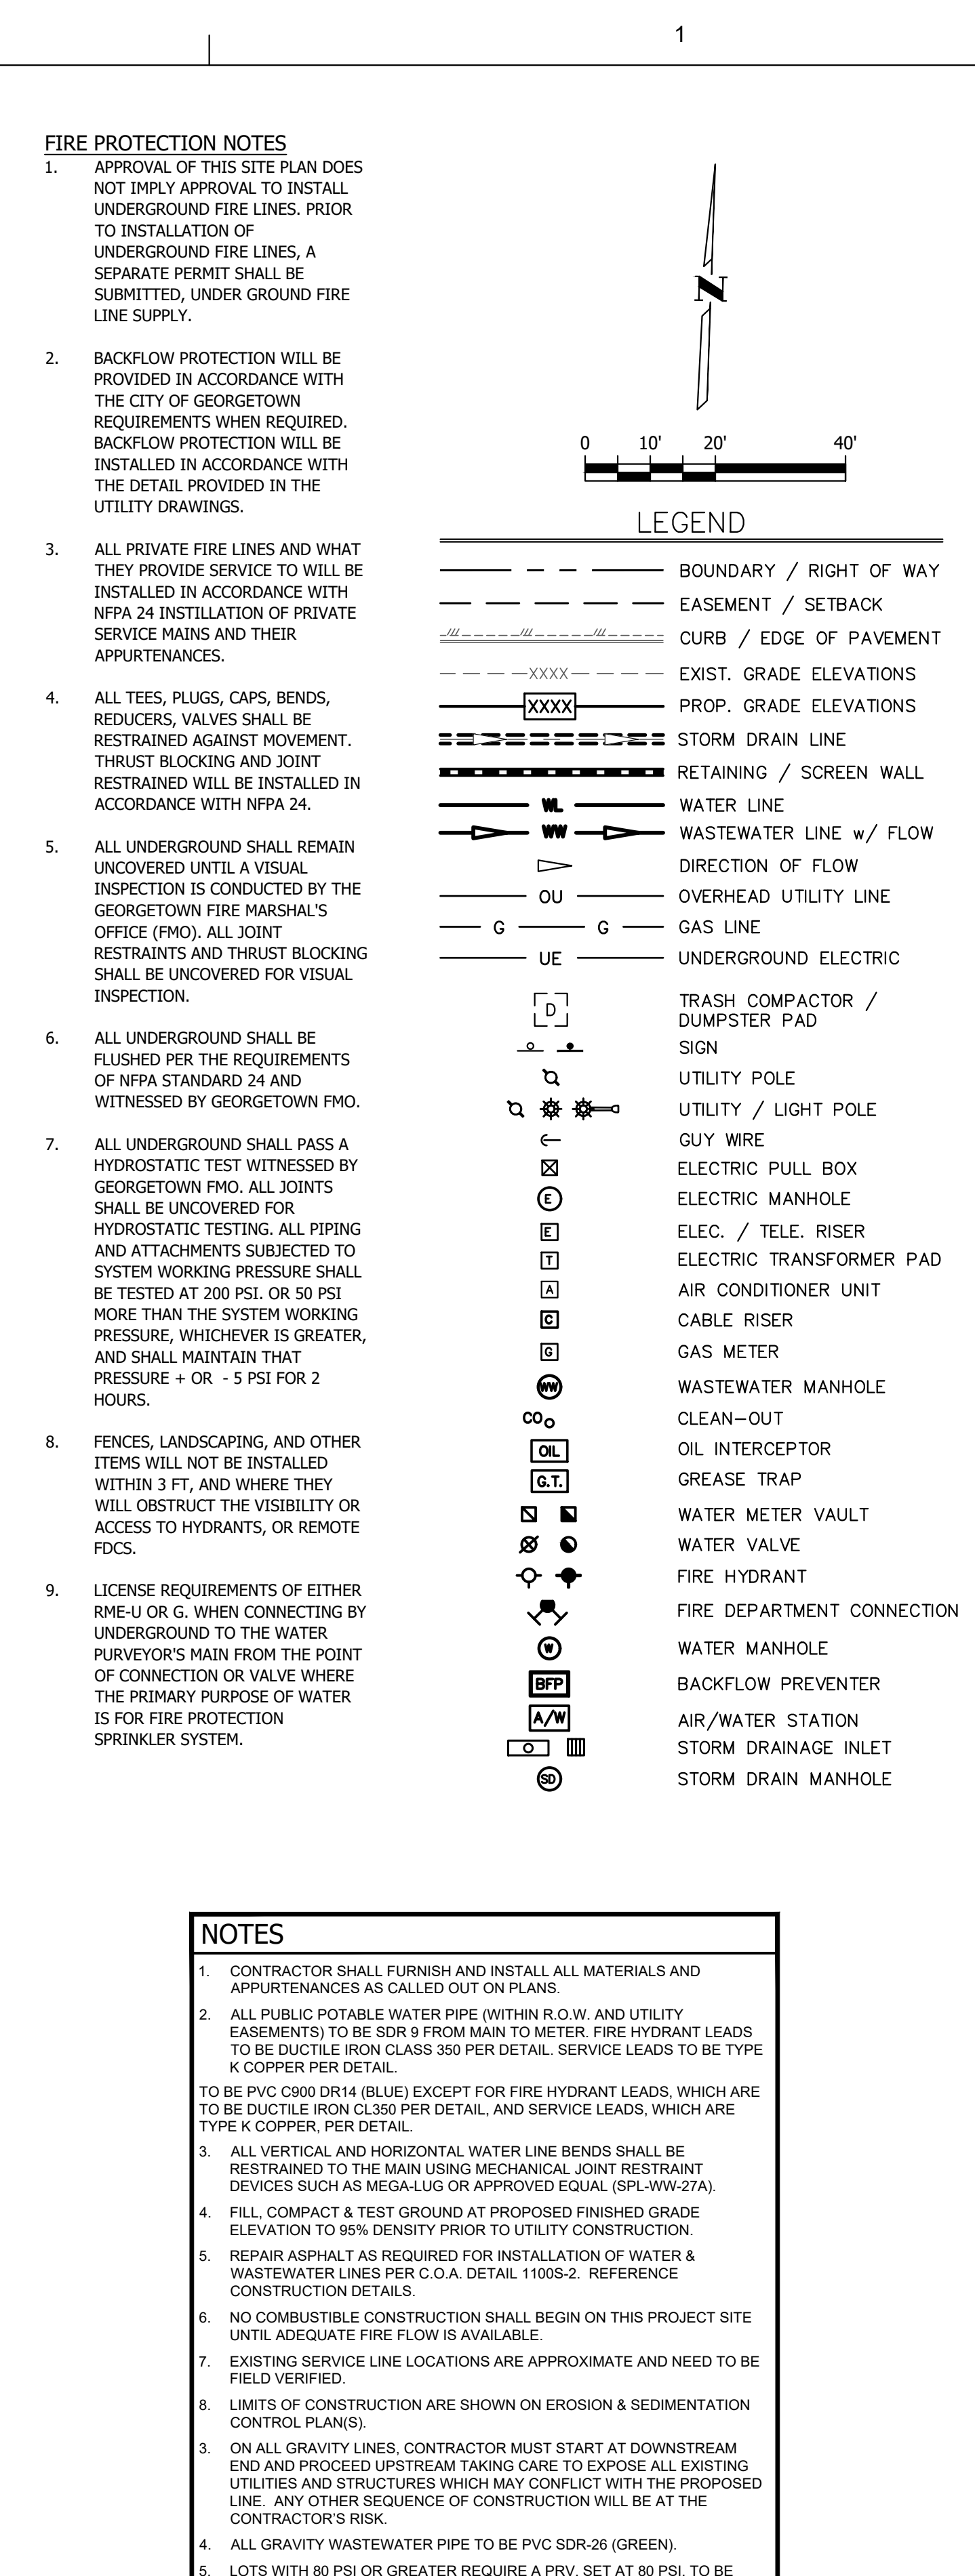 1
FIRE PROTECTION NOTES
1. APPROVAL OF THIS SITE PLAN DOES
NOT IMPLY APPROVAL TO INSTALL
UNDERGROUND FIRE LINES. PRIOR
TO INSTALLATION OF
UNDERGROUND FIRE LINES, A
SEPARATE PERMIT SHALL BE
SUBMITTED, UNDER GROUND FIRE
LINE SUPPLY.
2. BACKFLOW PROTECTION WILL BE
PROVIDED IN ACCORDANCE WITH
THE CITY OF GEORGETOWN
REQUIREMENTS WHEN REQUIRED.
BACKFLOW PROTECTION WILL BE
INSTALLED IN ACCORDANCE WITH
THE DETAIL PROVIDED IN THE
UTILITY DRAWINGS.
3. ALL PRIVATE FIRE LINES AND WHAT
THEY PROVIDE SERVICE TO WILL BE
INSTALLED IN ACCORDANCE WITH
NFPA 24 INSTILLATION OF PRIVATE
SERVICE MAINS AND THEIR
APPURTENANCES.
4. ALL TEES, PLUGS, CAPS, BENDS,
REDUCERS, VALVES SHALL BE
RESTRAINED AGAINST MOVEMENT.
THRUST BLOCKING AND JOINT
RESTRAINED WILL BE INSTALLED IN
ACCORDANCE WITH NFPA 24.
5. ALL UNDERGROUND SHALL REMAIN
UNCOVERED UNTIL A VISUAL
INSPECTION IS CONDUCTED BY THE
GEORGETOWN FIRE MARSHAL'S
OFFICE (FMO). ALL JOINT
RESTRAINTS AND THRUST BLOCKING
SHALL BE UNCOVERED FOR VISUAL
INSPECTION.
6. ALL UNDERGROUND SHALL BE
FLUSHED PER THE REQUIREMENTS
OF NFPA STANDARD 24 AND
WITNESSED BY GEORGETOWN FMO.
7. ALL UNDERGROUND SHALL PASS A
HYDROSTATIC TEST WITNESSED BY
GEORGETOWN FMO. ALL JOINTS
SHALL BE UNCOVERED FOR
HYDROSTATIC TESTING. ALL PIPING
AND ATTACHMENTS SUBJECTED TO
SYSTEM WORKING PRESSURE SHALL
BE TESTED AT 200 PSI. OR 50 PSI
MORE THAN THE SYSTEM WORKING
PRESSURE, WHICHEVER IS GREATER,
AND SHALL MAINTAIN THAT
PRESSURE + OR - 5 PSI FOR 2
HOURS.
8. FENCES, LANDSCAPING, AND OTHER
ITEMS WILL NOT BE INSTALLED
WITHIN 3 FT, AND WHERE THEY
WILL OBSTRUCT THE VISIBILITY OR
ACCESS TO HYDRANTS, OR REMOTE
FDCS.
9. LICENSE REQUIREMENTS OF EITHER
RME-U OR G. WHEN CONNECTING BY
UNDERGROUND TO THE WATER
PURVEYOR'S MAIN FROM THE POINT
OF CONNECTION OR VALVE WHERE
THE PRIMARY PURPOSE OF WATER
IS FOR FIRE PROTECTION
SPRINKLER SYSTEM.
N
0 10' 20' 40'
LEGEND
BOUNDARY / RIGHT OF WAY
EASEMENT / SETBACK
CURB / EDGE OF PAVEMENT
XXXX EXIST. GRADE ELEVATIONS
XXXX PROP. GRADE ELEVATIONS
STORM DRAIN LINE
RETAINING / SCREEN WALL
WL WATER LINE
WW WASTEWATER LINE w/ FLOW
DIRECTION OF FLOW
OU OVERHEAD UTILITY LINE
G G GAS LINE
UE UNDERGROUND ELECTRIC
D TRASH COMPACTOR /
DUMPSTER PAD
SIGN
UTILITY POLE
UTILITY / LIGHT POLE
GUY WIRE
ELECTRIC PULL BOX
E ELECTRIC MANHOLE
E ELEC. / TELE. RISER
T ELECTRIC TRANSFORMER PAD
A AIR CONDITIONER UNIT
C CABLE RISER
G GAS METER
WW WASTEWATER MANHOLE
CO CLEAN-OUT
OIL OIL INTERCEPTOR
G.T. GREASE TRAP
WATER METER VAULT
WATER VALVE
FIRE HYDRANT
FIRE DEPARTMENT CONNECTION
W WATER MANHOLE
BFP BACKFLOW PREVENTER
A/W AIR/WATER STATION
STORM DRAINAGE INLET
SD STORM DRAIN MANHOLE
NOTES
1. CONTRACTOR SHALL FURNISH AND INSTALL ALL MATERIALS AND
APPURTENANCES AS CALLED OUT ON PLANS.
2. ALL PUBLIC POTABLE WATER PIPE (WITHIN R.O.W. AND UTILITY
EASEMENTS) TO BE SDR 9 FROM MAIN TO METER. FIRE HYDRANT LEADS
TO BE DUCTILE IRON CLASS 350 PER DETAIL. SERVICE LEADS TO BE TYPE
K COPPER PER DETAIL.
TO BE PVC C900 DR14 (BLUE) EXCEPT FOR FIRE HYDRANT LEADS, WHICH ARE
TO BE DUCTILE IRON CL350 PER DETAIL, AND SERVICE LEADS, WHICH ARE
TYPE K COPPER, PER DETAIL.
3. ALL VERTICAL AND HORIZONTAL WATER LINE BENDS SHALL BE
RESTRAINED TO THE MAIN USING MECHANICAL JOINT RESTRAINT
DEVICES SUCH AS MEGA-LUG OR APPROVED EQUAL (SPL-WW-27A).
4. FILL, COMPACT & TEST GROUND AT PROPOSED FINISHED GRADE
ELEVATION TO 95% DENSITY PRIOR TO UTILITY CONSTRUCTION.
5. REPAIR ASPHALT AS REQUIRED FOR INSTALLATION OF WATER &
WASTEWATER LINES PER C.O.A. DETAIL 1100S-2. REFERENCE
CONSTRUCTION DETAILS.
6. NO COMBUSTIBLE CONSTRUCTION SHALL BEGIN ON THIS PROJECT SITE
UNTIL ADEQUATE FIRE FLOW IS AVAILABLE.
7. EXISTING SERVICE LINE LOCATIONS ARE APPROXIMATE AND NEED TO BE
FIELD VERIFIED.
8. LIMITS OF CONSTRUCTION ARE SHOWN ON EROSION & SEDIMENTATION
CONTROL PLAN(S).
3. ON ALL GRAVITY LINES, CONTRACTOR MUST START AT DOWNSTREAM
END AND PROCEED UPSTREAM TAKING CARE TO EXPOSE ALL EXISTING
UTILITIES AND STRUCTURES WHICH MAY CONFLICT WITH THE PROPOSED
LINE. ANY OTHER SEQUENCE OF CONSTRUCTION WILL BE AT THE
CONTRACTOR'S RISK.
4. ALL GRAVITY WASTEWATER PIPE TO BE PVC SDR-26 (GREEN).
5. LOTS WITH 80 PSI OR GREATER REQUIRE A PRV, SET AT 80 PSI, TO BE